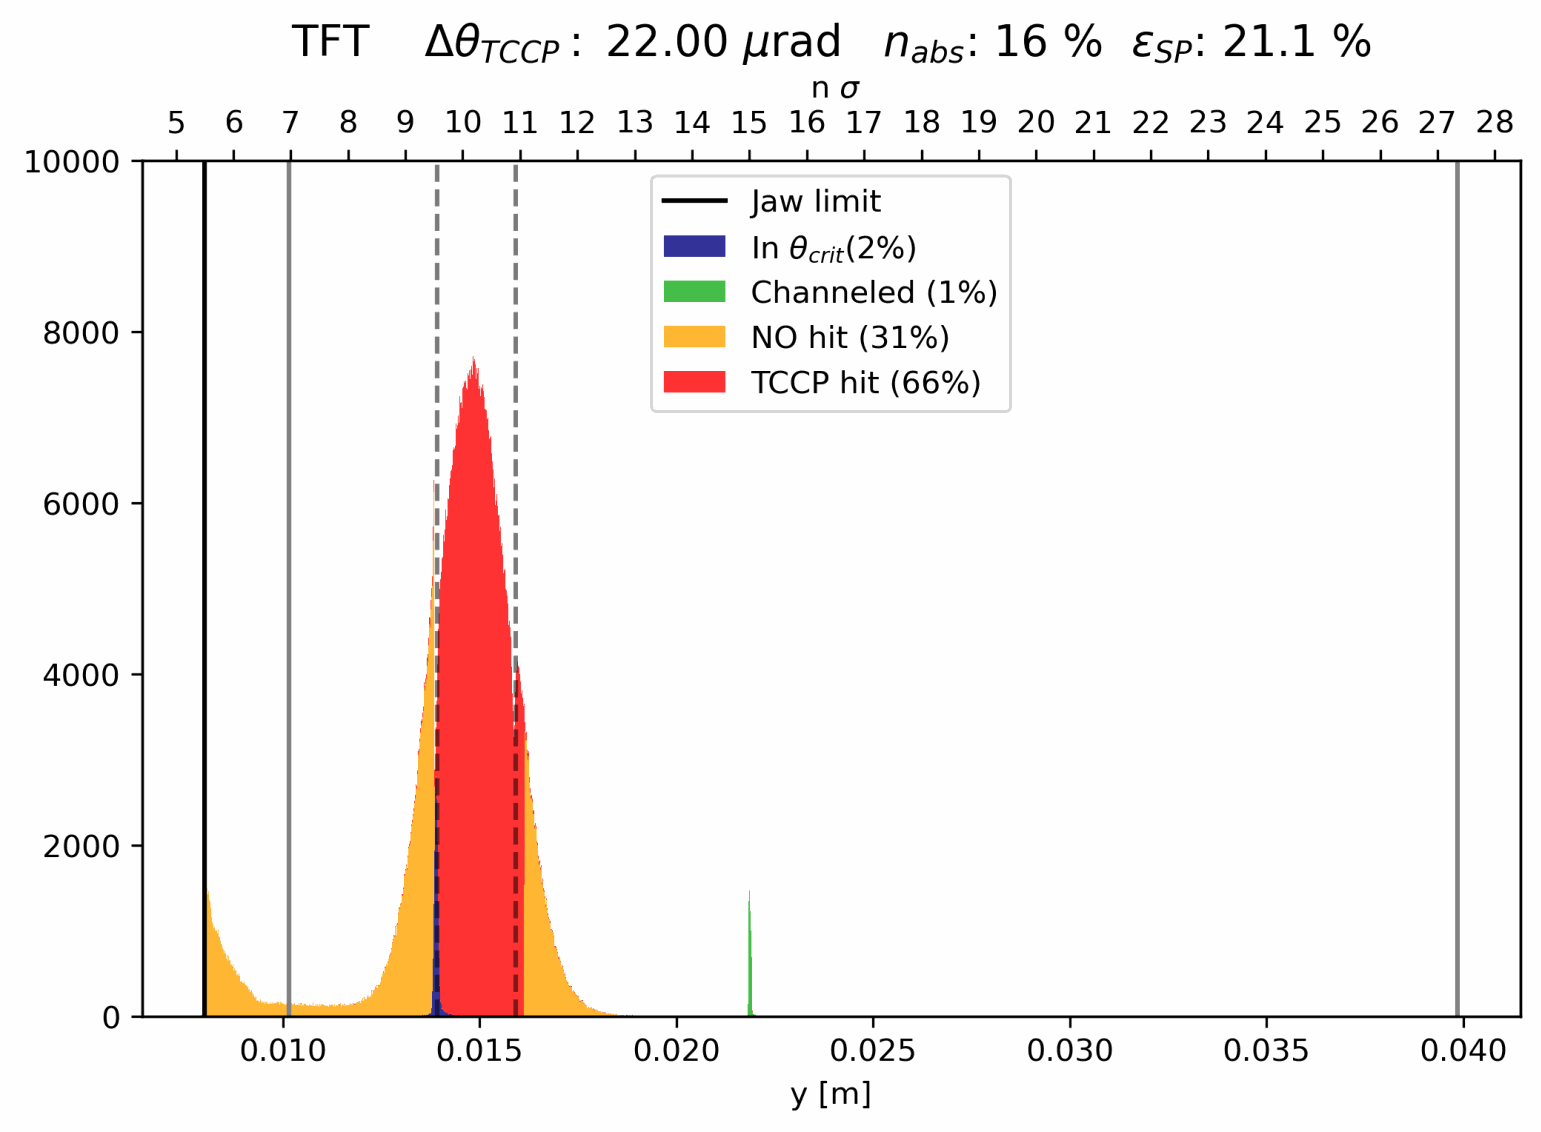 TFT Δθ_TCCP : 22.00 μrad n_abs: 16 % ε_SP: 21.1 %
n σ
5 6 7 8 9 10 11 12 13 14 15 16 17 18 19 20 21 22 23 24 25 26 27 28
10000
8000
6000
4000
2000
0
Jaw limit
In θ_crit(2%)
Channeled (1%)
NO hit (31%)
TCCP hit (66%)
0.010 0.015 0.020 0.025 0.030 0.035 0.040
y [m]